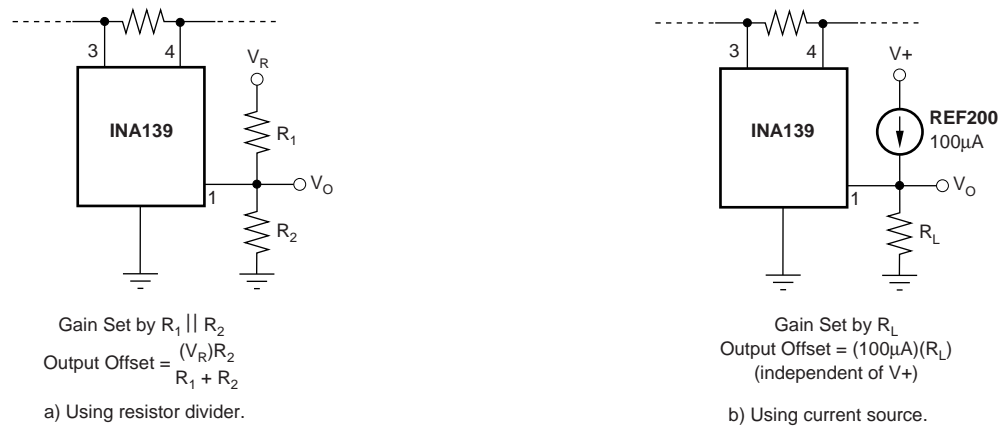 3
4
V_R
INA139
R_1
1
V_O
R_2
Gain Set by R_1 || R_2
Output Offset = (V_R)R_2 / R_1 + R_2
a) Using resistor divider.
3
4
V+
INA139
REF200
100μA
1
V_O
R_L
Gain Set by R_L
Output Offset = (100μA)(R_L)
(independent of V+)
b) Using current source.